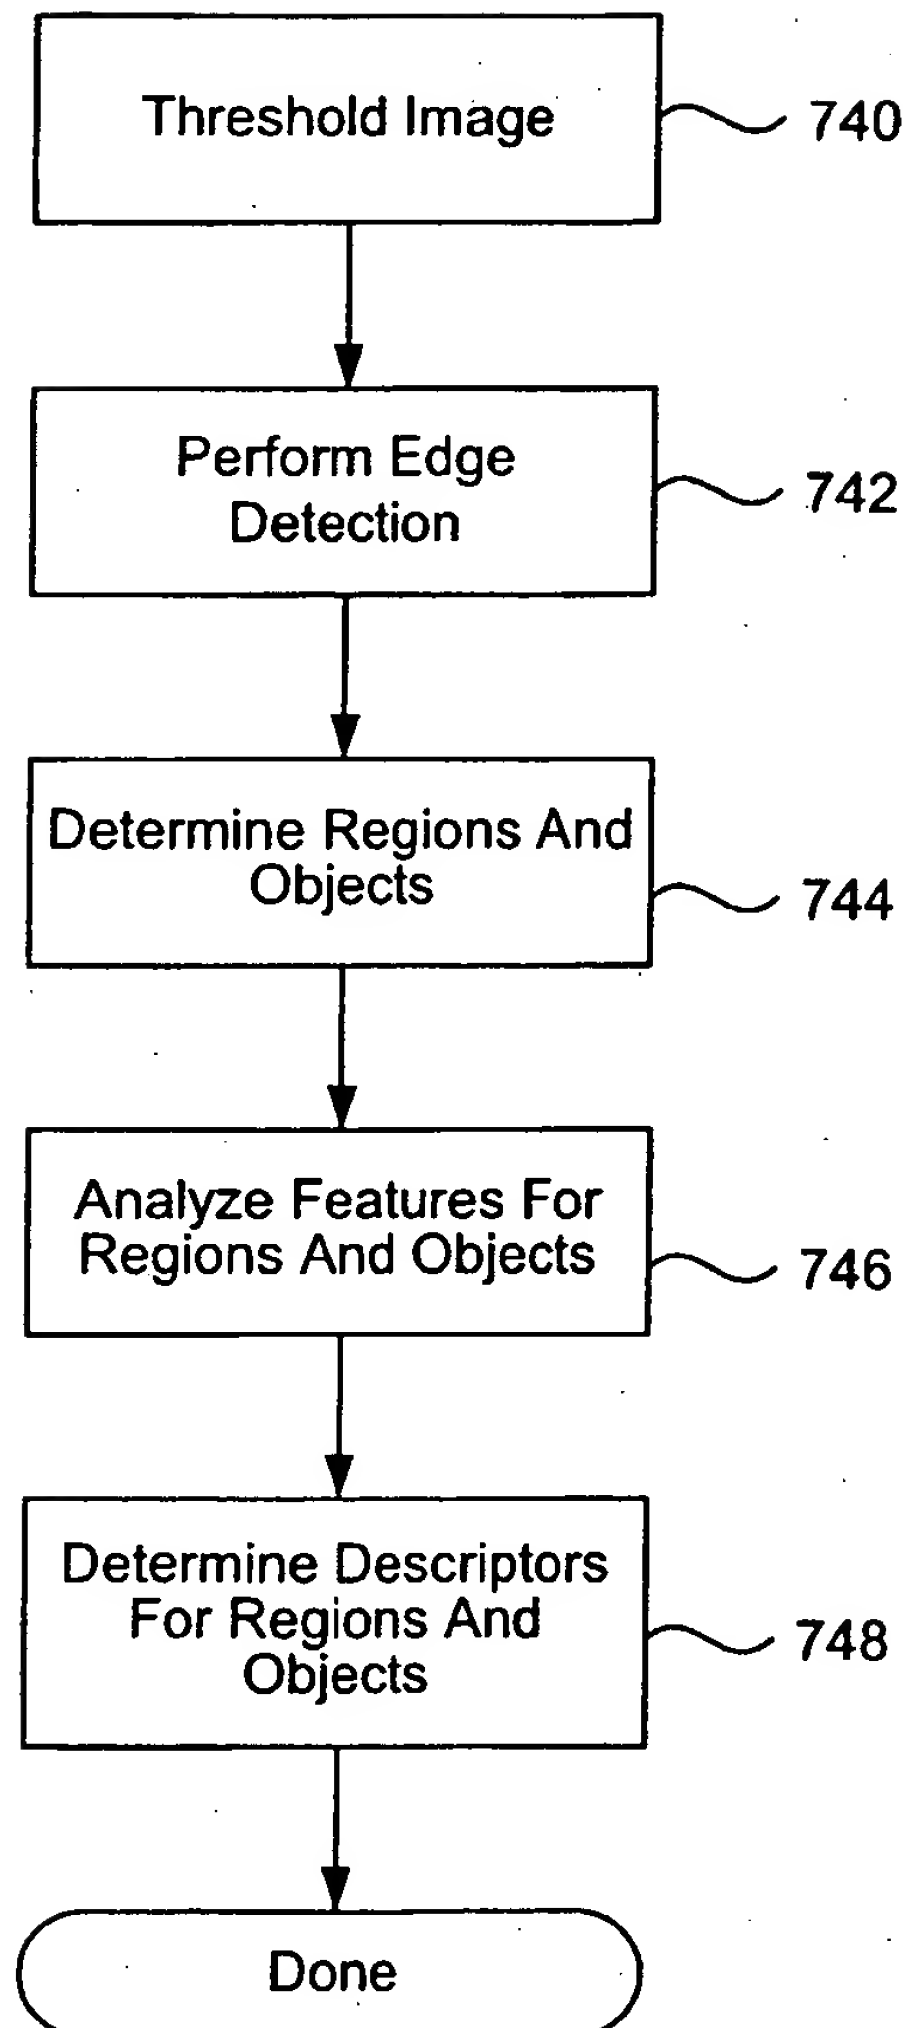 Threshold Image
740
Perform Edge
Detection
742
Determine Regions And
Objects
744
Analyze Features For
Regions And Objects
746
Determine Descriptors
For Regions And
Objects
748
Done